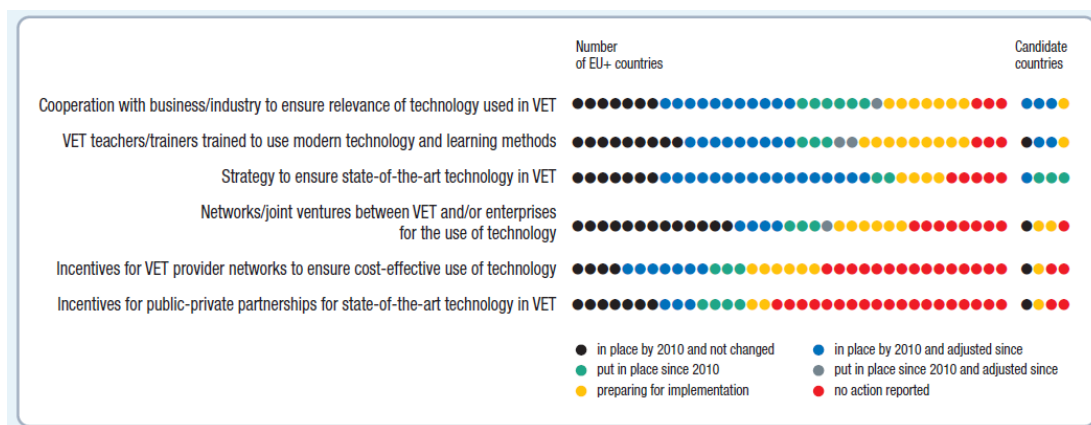 Number
of EU+ countries
Candidate
countries
Cooperation with business/industry to ensure relevance of technology used in VET
VET teachers/trainers trained to use modern technology and learning methods
Strategy to ensure state-of-the-art technology in VET
Networks/joint ventures between VET and/or enterprises
for the use of technology
Incentives for VET provider networks to ensure cost-effective use of technology
Incentives for public-private partnerships for state-of-the-art technology in VET
in place by 2010 and not changed
in place by 2010 and adjusted since
put in place since 2010
put in place since 2010 and adjusted since
preparing for implementation
no action reported